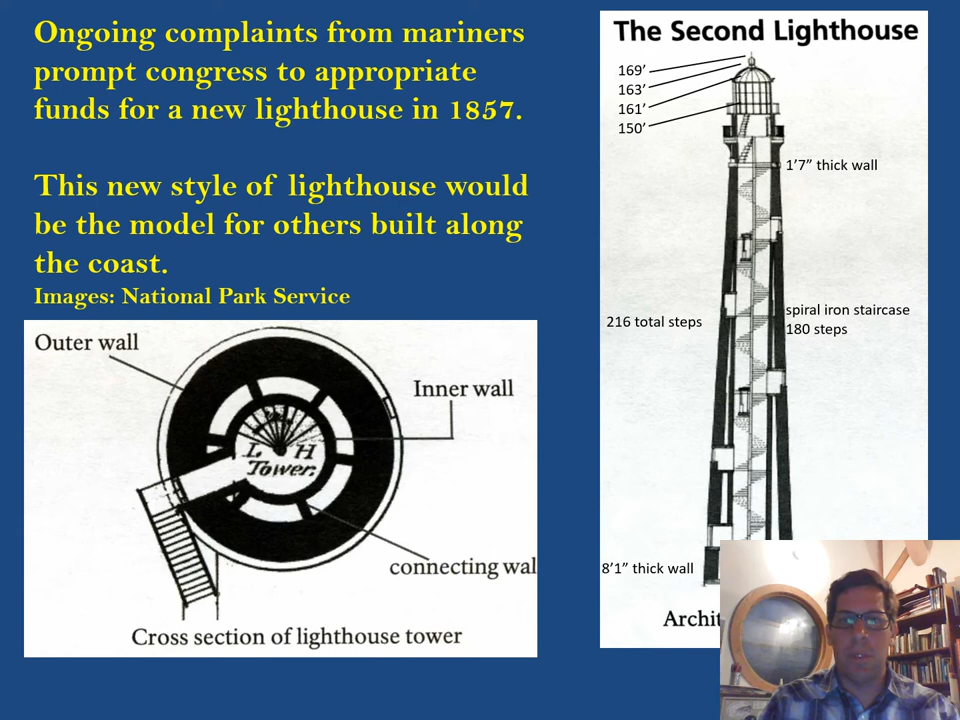 Ongoing complaints from mariners
prompt congress to appropriate
funds for a new lighthouse in 1857.
This new style of lighthouse would
be the model for others built along
the coast.
Images: National Park Service
Outer wall
Inner wall
L H
Tower.
connecting wal
Cross section of lighthouse tower
The Second Lighthouse
169’
163’
161’
150’
1’7” thick wall
216 total steps
spiral iron staircase
180 steps
8’1” thick wall
Archit